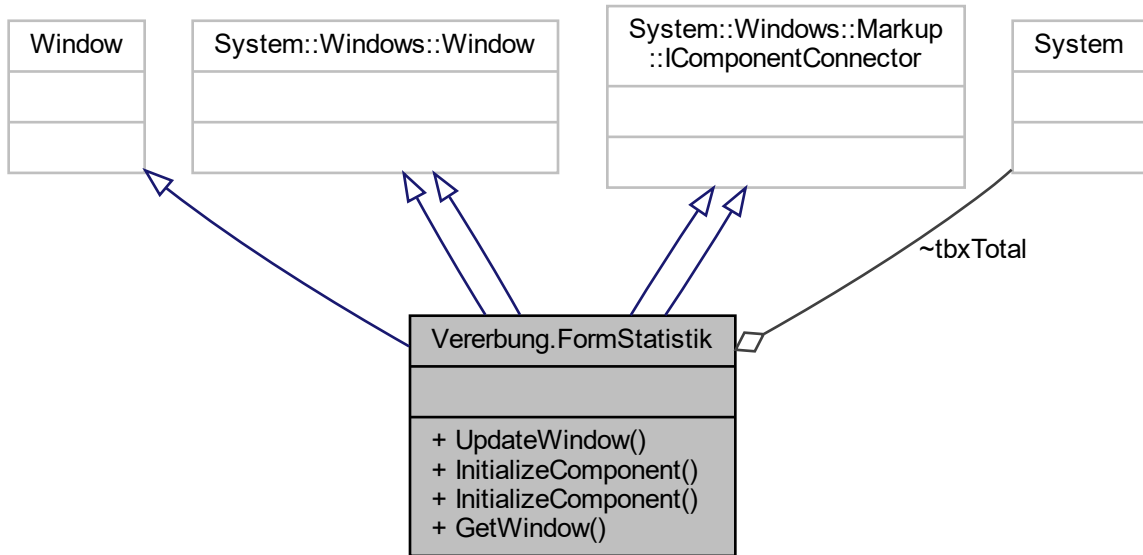 Window
System::Windows::Window
System::Windows::Markup
::IComponentConnector
System
~tbxTotal
Vererbung.FormStatistik
+ UpdateWindow()
+ InitializeComponent()
+ InitializeComponent()
+ GetWindow()